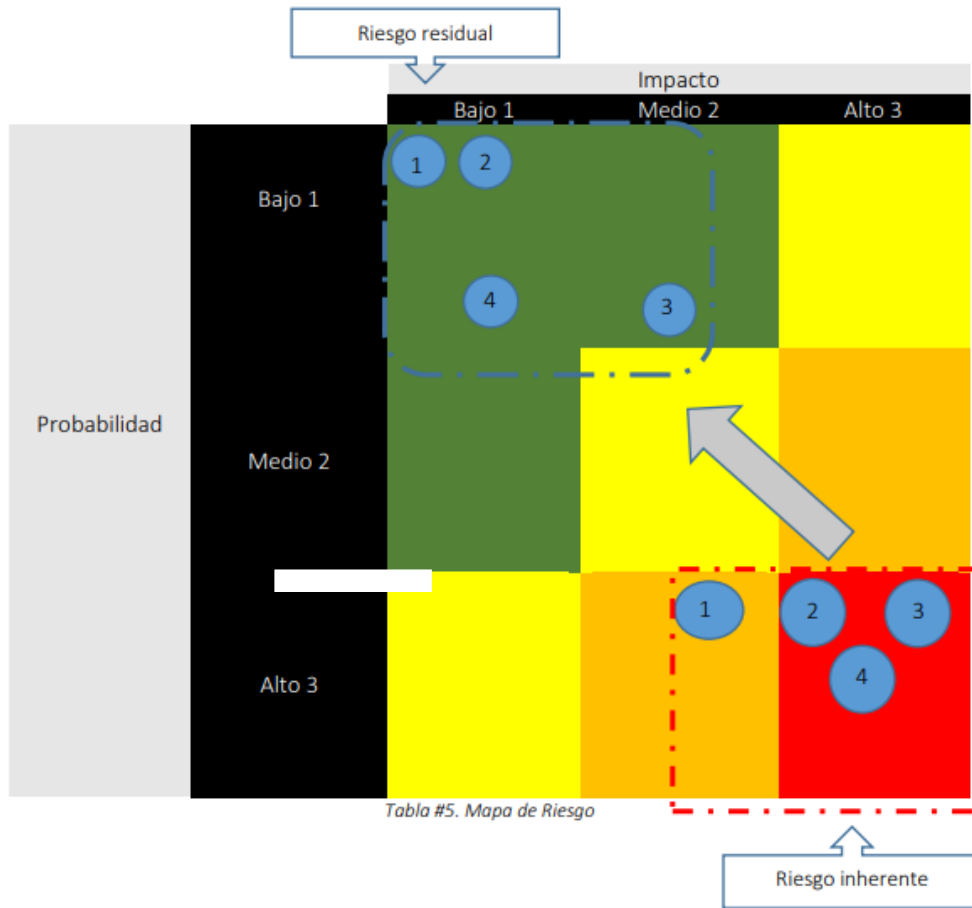 Riesgo residual
Impacto
Bajo 1
Medio 2
Alto 3
1
2
Bajo 1
4
3
Probabilidad
Medio 2
1
2
3
4
Alto 3
Tabla #5. Mapa de Riesgo
Riesgo inherente